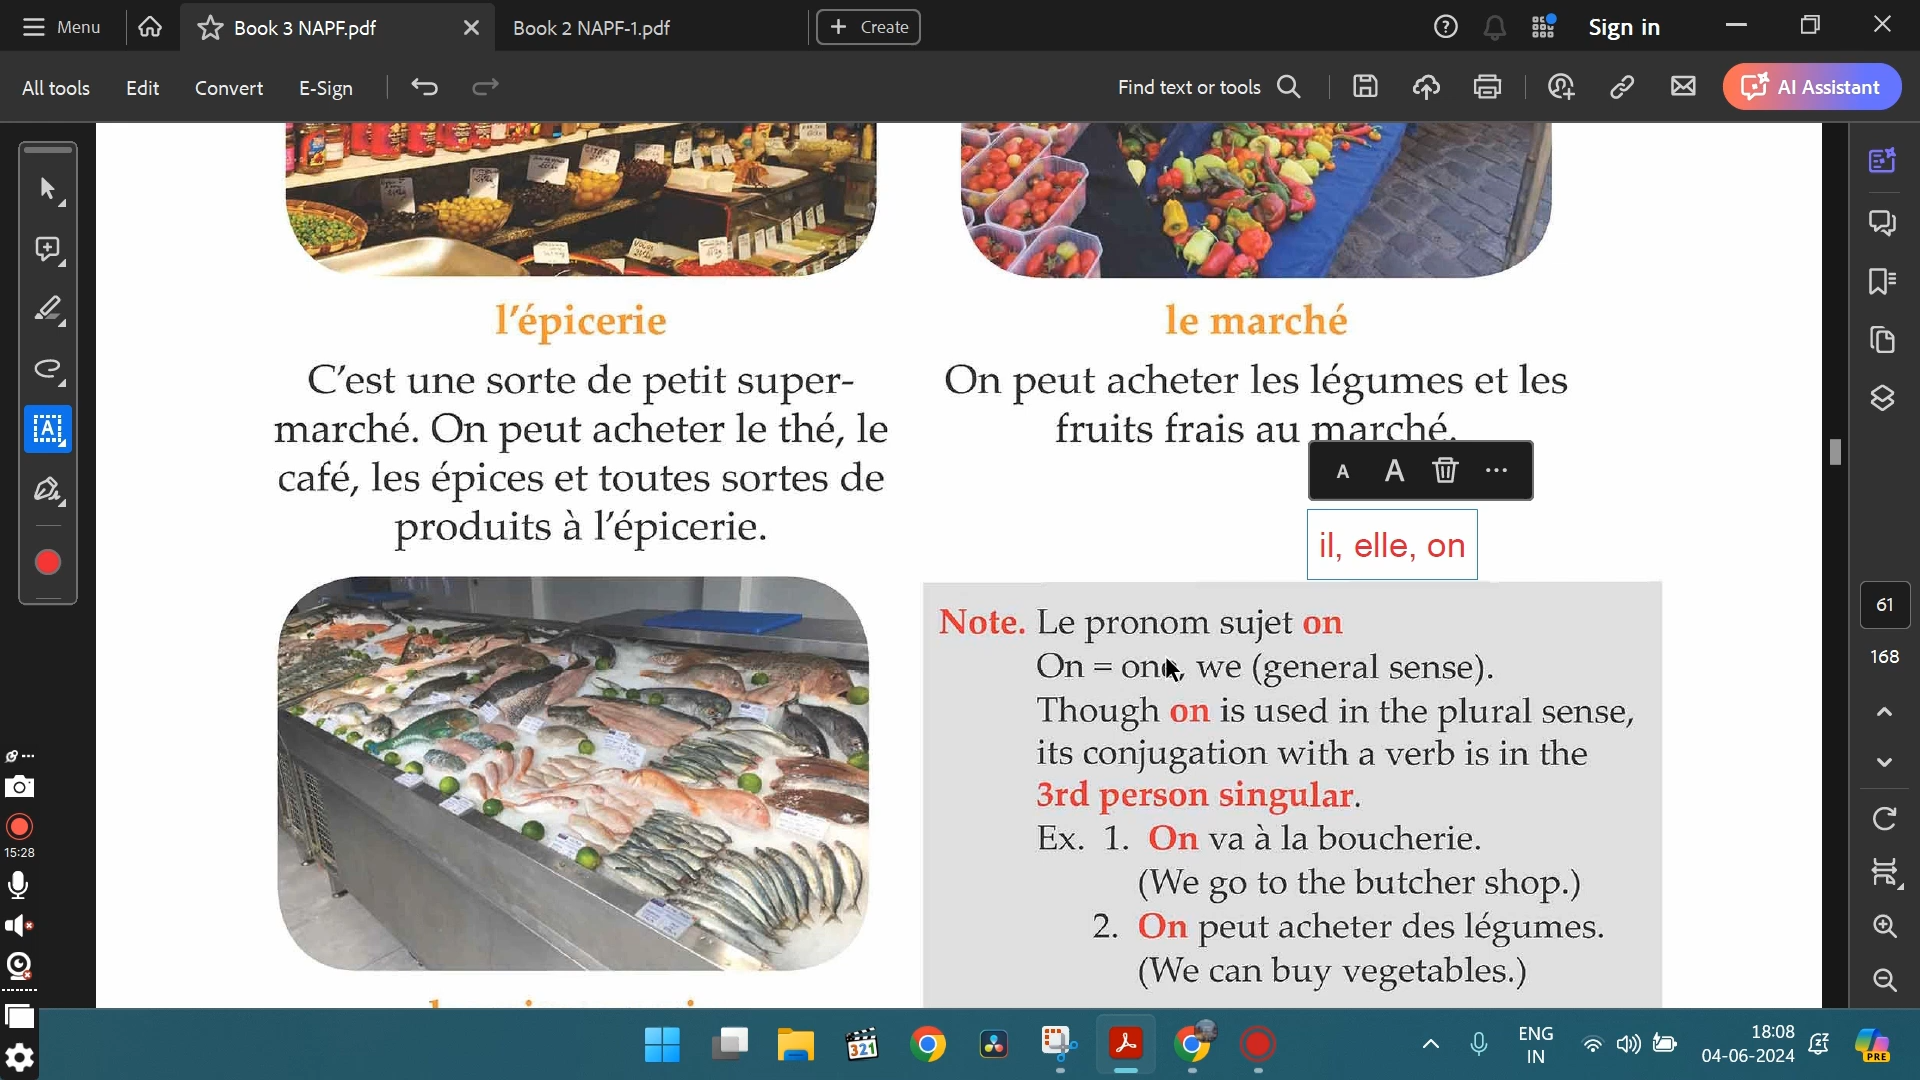 Menu
Book 3 NAPF.pdf
Book 2 NAPF-1.pdf
Create
Sign in
All tools
Edit
Convert
E-Sign
Find text or tools
AI Assistant
l'épicerie
C'est une sorte de petit super-
marché. On peut acheter le thé, le
café, les épices et toutes sortes de
produits à l'épicerie.
le marché
On peut acheter les légumes et les
fruits frais au marché.
A A ...
il, elle, on
Note. Le pronom sujet on
On = one, we (general sense).
Though on is used in the plural sense,
its conjugation with a verb is in the
3rd person singular.
Ex. 1. On va à la boucherie.
(We go to the butcher shop.)
2. On peut acheter des légumes.
(We can buy vegetables.)
61
168
15:28
321
ENG
IN
18:08
04-06-2024
PRE